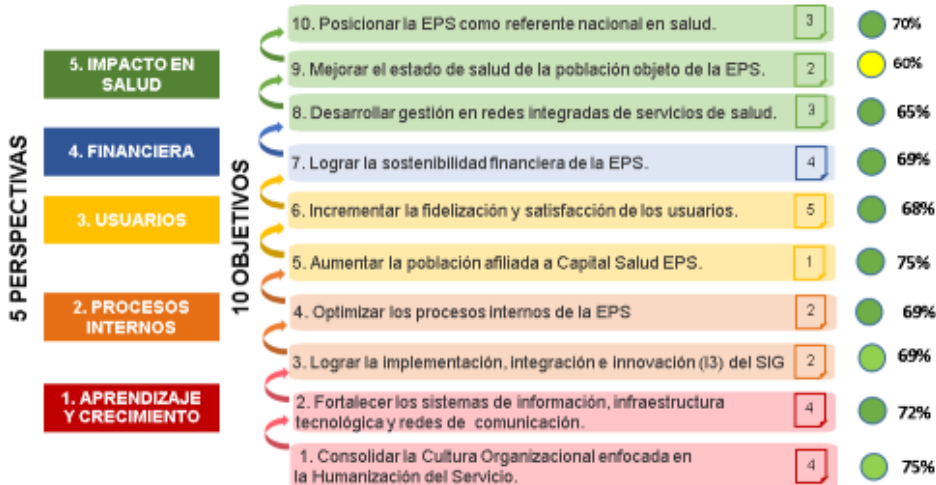 5 PERSPECTIVAS
5. IMPACTO EN
SALUD
4. FINANCIERA
3. USUARIOS
2. PROCESOS
INTERNOS
1. APRENDIZAJE
Y CRECIMIENTO
10 OBJETIVOS
10. Posicionar la EPS como referente nacional en salud. 3 70%
9. Mejorar el estado de salud de la población objeto de la EPS. 2 60%
8. Desarrollar gestión en redes integradas de servicios de salud. 3 65%
7. Lograr la sostenibilidad financiera de la EPS. 4 69%
6. Incrementar la fidelización y satisfacción de los usuarios. 5 68%
5. Aumentar la población afiliada a Capital Salud EPS. 1 75%
4. Optimizar los procesos internos de la EPS 2 69%
3. Lograr la implementación, integración e innovación (I3) del SIG 2 69%
2. Fortalecer los sistemas de información, infraestructura
tecnológica y redes de comunicación. 4 72%
1. Consolidar la Cultura Organizacional enfocada en
la Humanización del Servicio. 4 75%